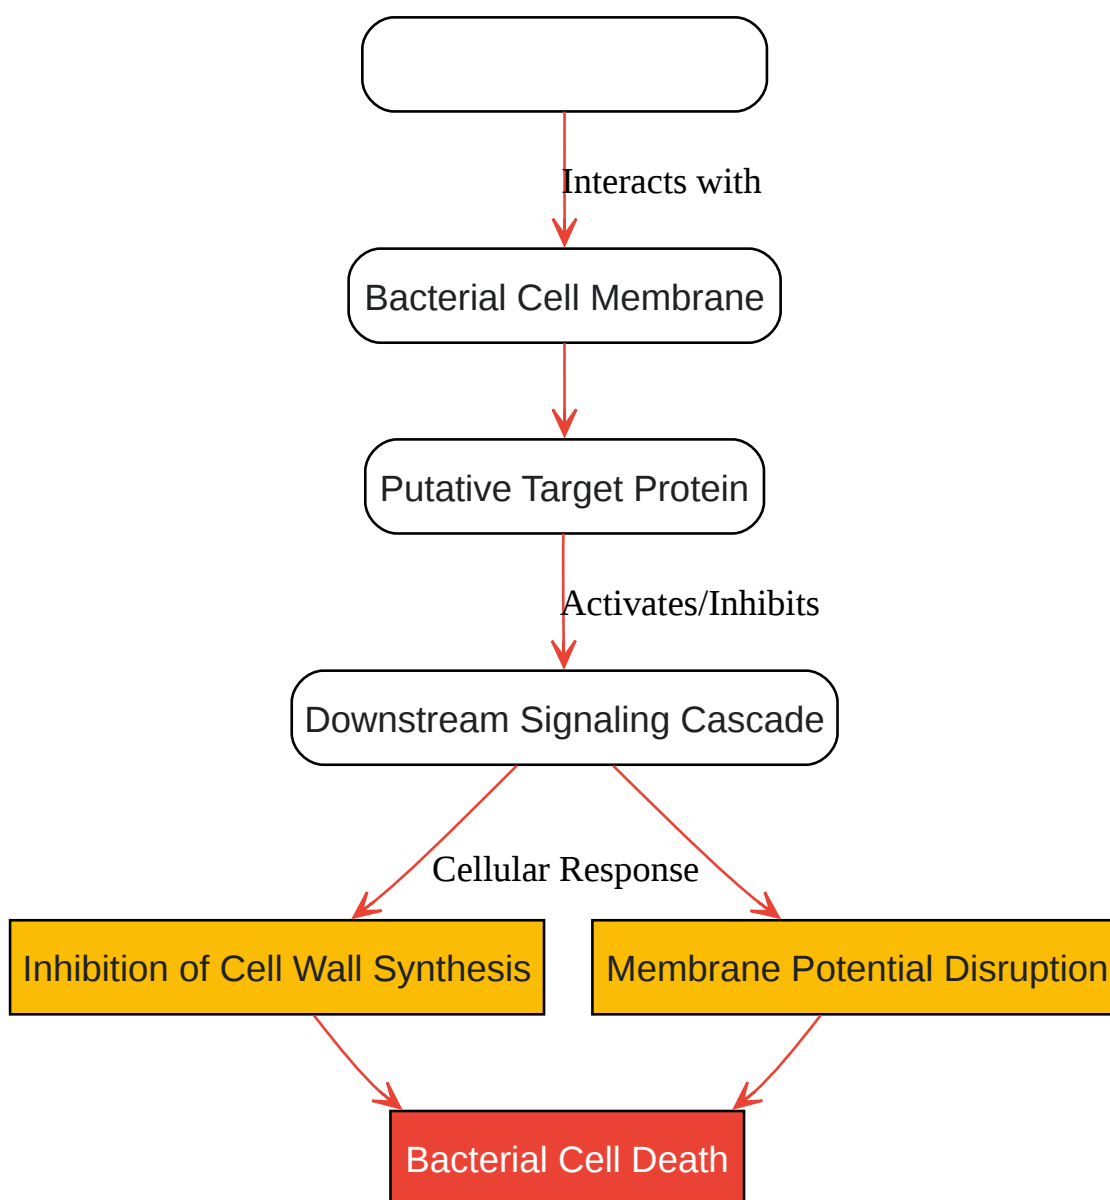 Interacts with
Bacterial Cell Membrane
Putative Target Protein
Activates/Inhibits
Downstream Signaling Cascade
Cellular Response
Inhibition of Cell Wall Synthesis
Membrane Potential Disruption
Bacterial Cell Death